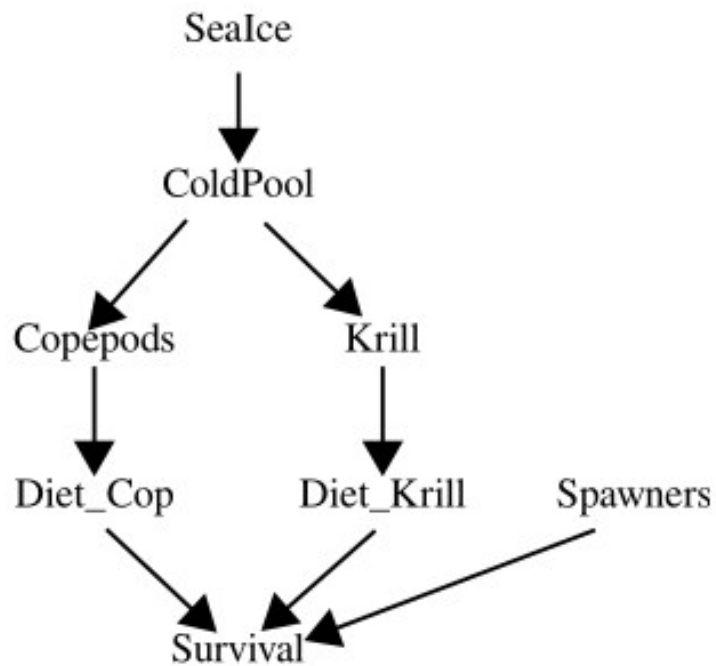 SeaIce
ColdPool
Copepods Krill
Diet_Cop Diet_Krill Spawners
Survival